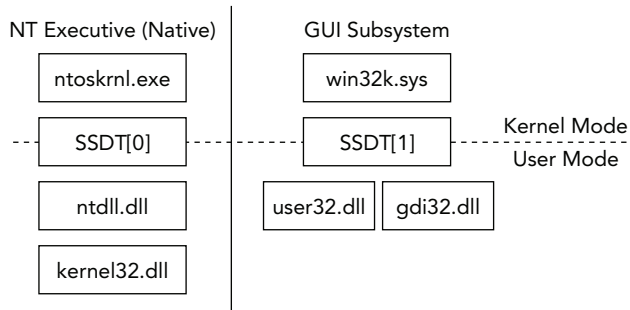 NT Executive (Native)
GUI Subsystem
ntoskrnl.exe
win32k.sys
SSDT[0]
SSDT[1]
Kernel Mode
User Mode
ntdll.dll
user32.dll
gdi32.dll
kernel32.dll